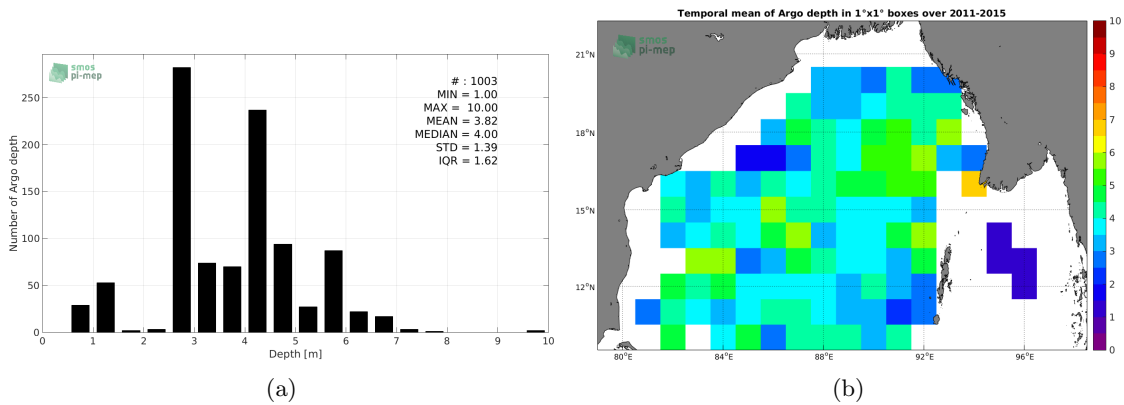 smos
pi-mep
# : 1003
MIN = 1.00
MAX = 10.00
MEAN = 3.82
MEDIAN = 4.00
STD = 1.39
IQR = 1.62
Number of Argo depth
250
200
150
100
50
0
0 1 2 3 4 5 6 7 8 9 10
Depth [m]
(a)
Temporal mean of Argo depth in 1°x1° boxes over 2011-2015
smos
pi-mep
21°N
18°N
15°N
12°N
80°E 84°E 88°E 92°E 96°E
10
9
8
7
6
5
4
3
2
1
0
(b)